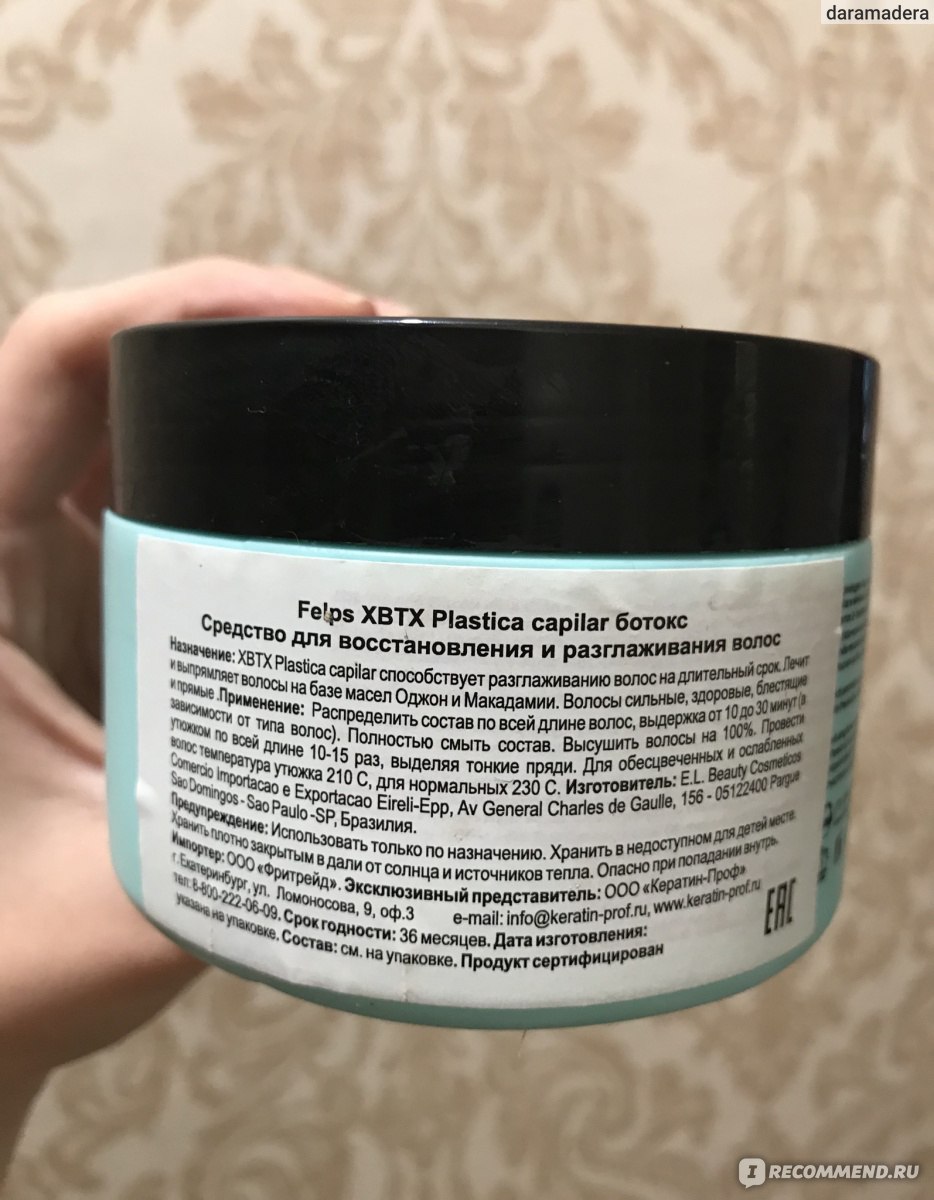 daramadera
Felps XBTX Plastica capilar ботокс
Средство для восстановления и разглаживания волос
Назначение: XBTX Plastica capilar способствует разглаживанию волос на длительный срок. Лечит
и выпрямляет волосы на базе масел Оджон и Макадамии. Волосы сильные, здоровые, блестящие
и прямые .Применение: Распределить состав по всей длине волос, выдержка от 10 до 30 минут (в
зависимости от типа волос). Полностью смыть состав. Высушить волосы на 100%. Провести
утюжком по всей длине 10-15 раз, выделяя тонкие пряди. Для обесцвеченных и ослабленных
волос температура утюжка 210 С, для нормальных 230 С. Изготовитель: E.L. Beauty Cosmeticos
Comercio Importacao e Exportacao Eireli-Epp, Av General Charles de Gaulle, 156 - 05122400 Pargue
Sao Domingos - Sao Paulo -SP, Бразилия.
Предупреждение: Использовать только по назначению. Хранить в недоступном для детей месте.
Хранить плотно закрытым в дали от солнца и источников тепла. Опасно при попадании внутрь.
Импортер: ООО «Фритрейд». Эксклюзивный представитель: ООО «Кератин-Проф»
г. Екатеринбург, ул. Ломоносова, 9, оф.3 e-mail: info@keratin-prof.ru, www.keratin-prof.ru
тел: 8-800-222-06-09. Срок годности: 36 месяцев. Дата изготовления:
указана на упаковке. Состав: см. на упаковке. Продукт сертифицирован
EAC
I RECOMMEND.RU